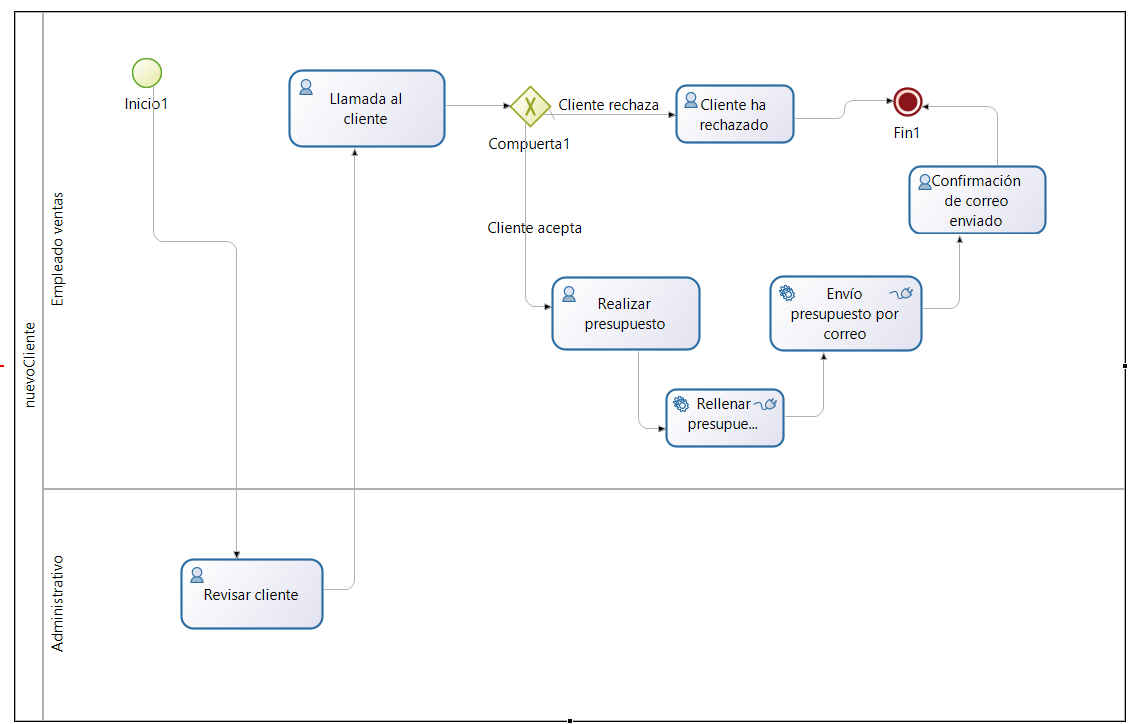 nuevoCliente
Empleado ventas
Inicio1
Llamada al
cliente
Compuerta1
Cliente rechaza
Cliente ha
rechazado
Fin1
Confirmación
de correo
enviado
Cliente acepta
Realizar
presupuesto
Envío
presupuesto por
correo
Rellenar
presupue...
Administrativo
Revisar cliente